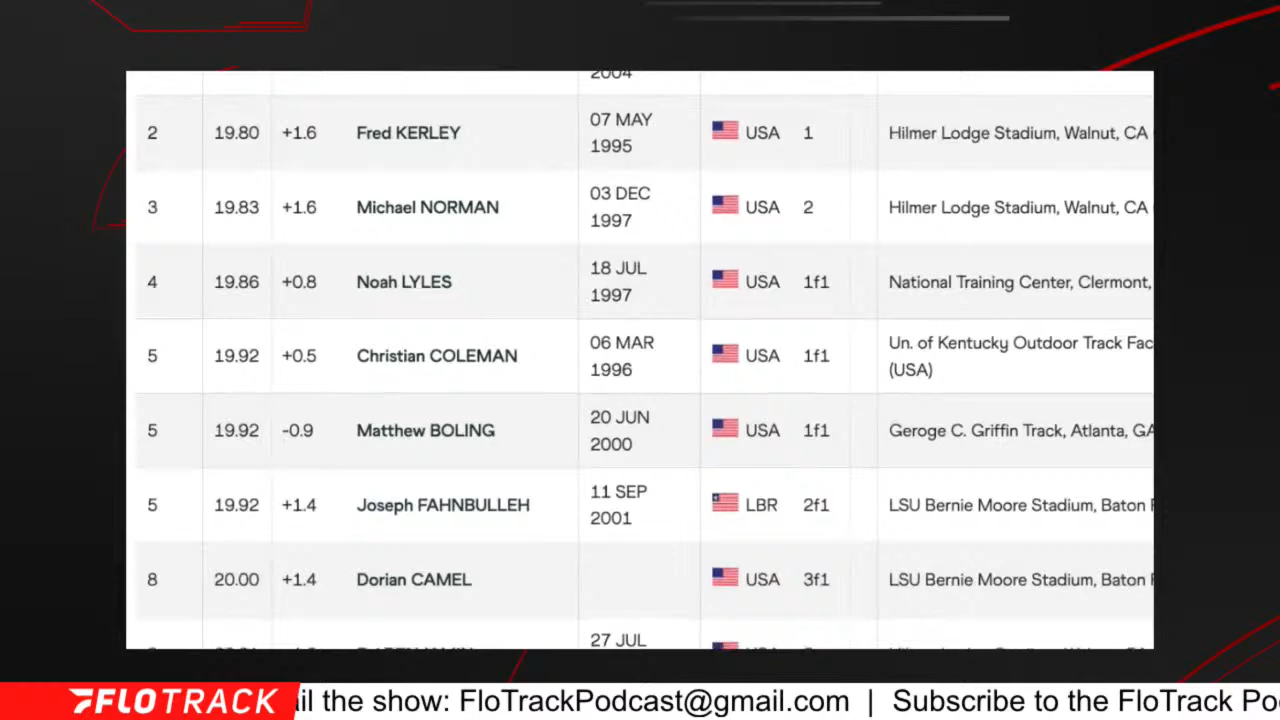 2004
2 19.80 +1.6 Fred KERLEY 07 MAY 1995 USA 1 Hilmer Lodge Stadium, Walnut, CA
3 19.83 +1.6 Michael NORMAN 03 DEC 1997 USA 2 Hilmer Lodge Stadium, Walnut, CA
4 19.86 +0.8 Noah LYLES 18 JUL 1997 USA 1f1 National Training Center, Clermont,
5 19.92 +0.5 Christian COLEMAN 06 MAR 1996 USA 1f1 Un. of Kentucky Outdoor Track Fac (USA)
5 19.92 -0.9 Matthew BOLING 20 JUN 2000 USA 1f1 Geroge C. Griffin Track, Atlanta, GA
5 19.92 +1.4 Joseph FAHNBULLEH 11 SEP 2001 LBR 2f1 LSU Bernie Moore Stadium, Baton
8 20.00 +1.4 Dorian CAMEL USA 3f1 LSU Bernie Moore Stadium, Baton
27 JUL
FLOTRACK il the show: FloTrackPodcast@gmail.com | Subscribe to the FloTrack Po